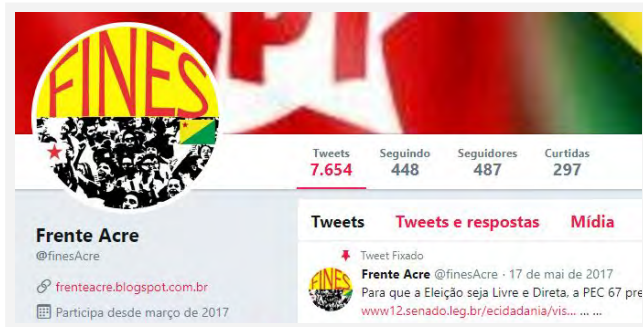 PT
FINES
Tweets Seguindo Seguidores Curtidas
7.654 448 487 297
Frente Acre
@finesAcre
frenteacre.blogspot.com.br
Participa desde março de 2017
Tweets Tweets e respostas Mídia
Tweet Fixado
FINES
Frente Acre @finesAcre · 17 de mai de 2017
Para que a Eleição seja Livre e Direta, a PEC 67 pre
www12.senado.leg.br/ecidadania/vis... ... ...